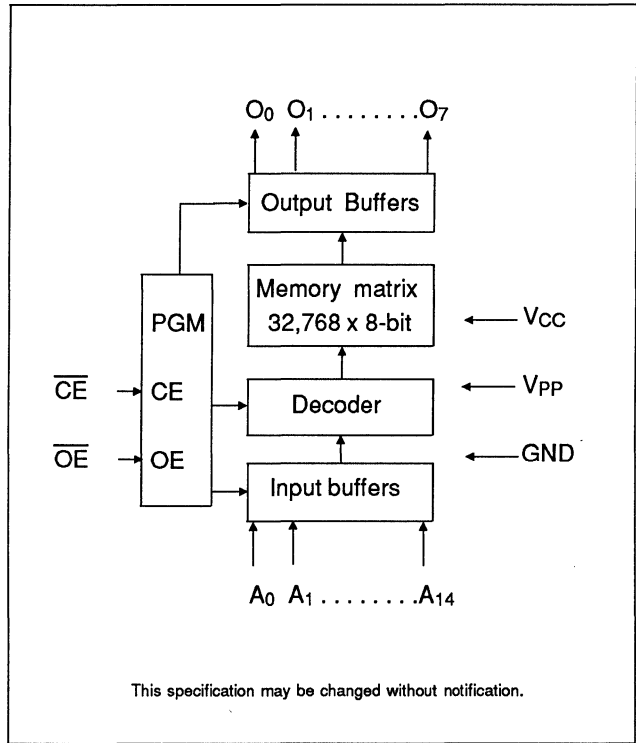 O0 O1 . . . . . . . . O7
Output Buffers
Memory matrix
32,768 x 8-bit
PGM
VCC
CE
CE
Decoder
VPP
OE
OE
Input buffers
GND
A0 A1 . . . . . . . . A14
This specification may be changed without notification.